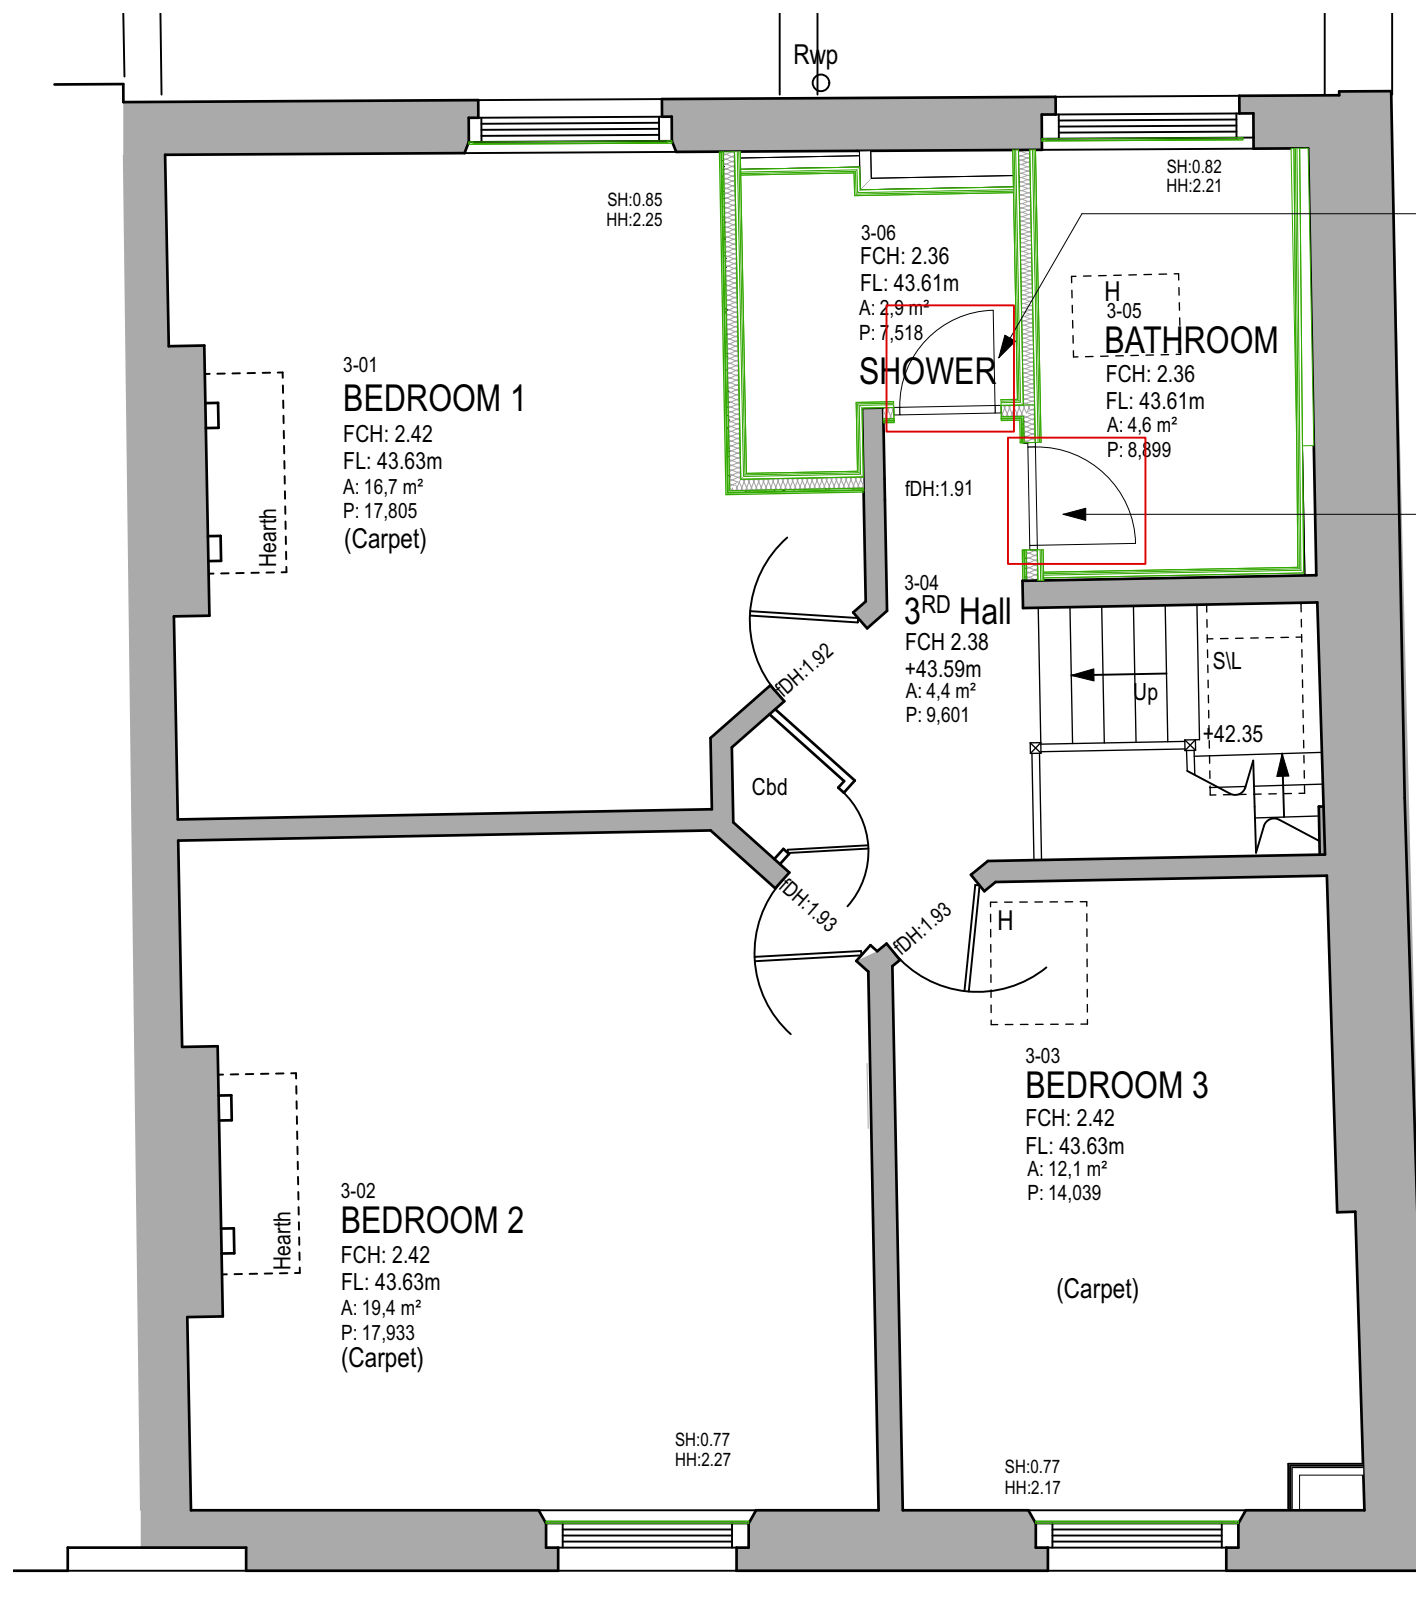 Rwp
SH:0.85
HH:2.25
SH:0.82
HH:2.21
3-06
FCH: 2.36
FL: 43.61m
A: 2,9 m²
P: 7,518
SHOWER
H
3-05
BATHROOM
FCH: 2.36
FL: 43.61m
A: 4,6 m²
P: 8,899
3-01
BEDROOM 1
FCH: 2.42
FL: 43.63m
A: 16,7 m²
P: 17,805
(Carpet)
Hearth
fDH:1.91
3-04
3RD Hall
FCH 2.38
+43.59m
A: 4,4 m²
P: 9,601
fDH:1.92
S\L
Up
+42.35
Cbd
fDH:1.93
fDH:1.93
H
3-03
BEDROOM 3
FCH: 2.42
FL: 43.63m
A: 12,1 m²
P: 14,039
(Carpet)
3-02
BEDROOM 2
FCH: 2.42
FL: 43.63m
A: 19,4 m²
P: 17,933
(Carpet)
Hearth
SH:0.77
HH:2.27
SH:0.77
HH:2.17